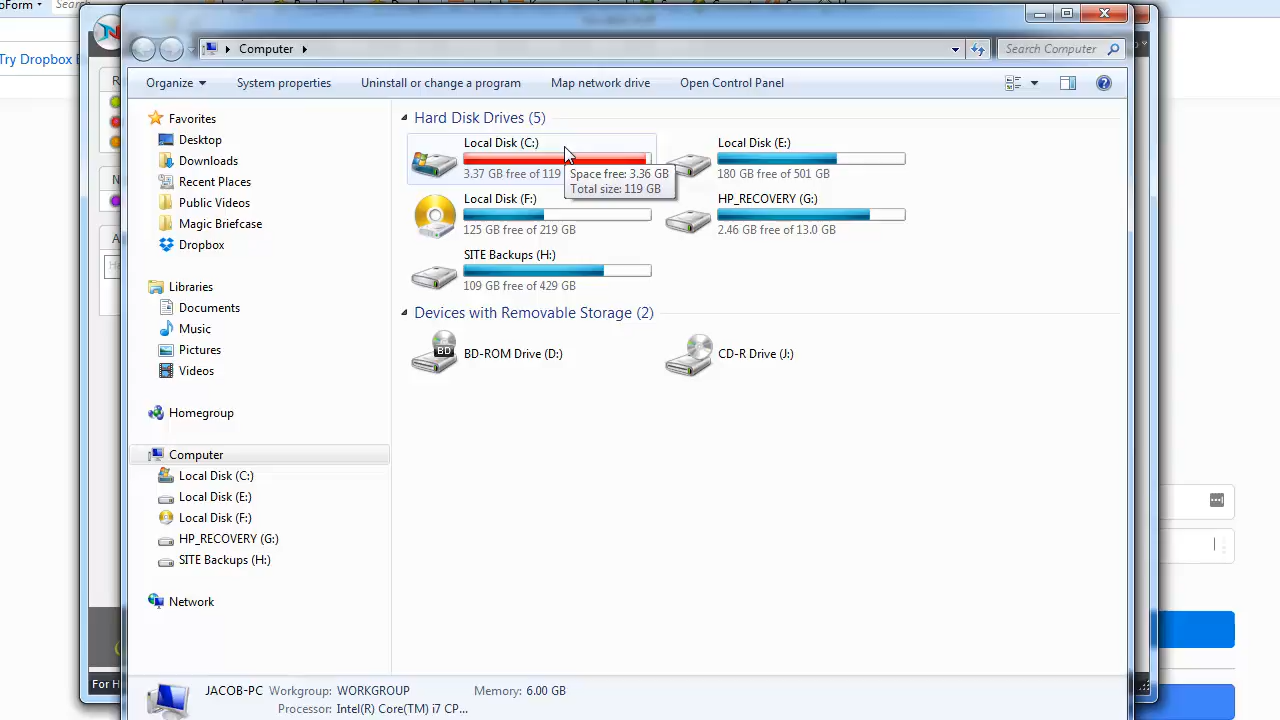 oForm
Sear
Try Dropbox B
Computer
Search Computer
Organize
System properties
Uninstall or change a program
Map network drive
Open Control Panel
Favorites
Desktop
Downloads
Recent Places
Public Videos
Magic Briefcase
Dropbox
Libraries
Documents
Music
Pictures
Videos
Homegroup
Computer
Local Disk (C:)
Local Disk (E:)
Local Disk (F:)
HP_RECOVERY (G:)
SITE Backups (H:)
Network
Hard Disk Drives (5)
Local Disk (C:)
3.37 GB free of 119
Space free: 3.36 GB
Total size: 119 GB
Local Disk (E:)
180 GB free of 501 GB
Local Disk (F:)
125 GB free of 219 GB
HP_RECOVERY (G:)
2.46 GB free of 13.0 GB
SITE Backups (H:)
109 GB free of 429 GB
Devices with Removable Storage (2)
BD
BD-ROM Drive (D:)
CD-R Drive (J:)
For H
JACOB-PC
Workgroup: WORKGROUP
Memory: 6.00 GB
Processor: Intel(R) Core(TM) i7 CP...